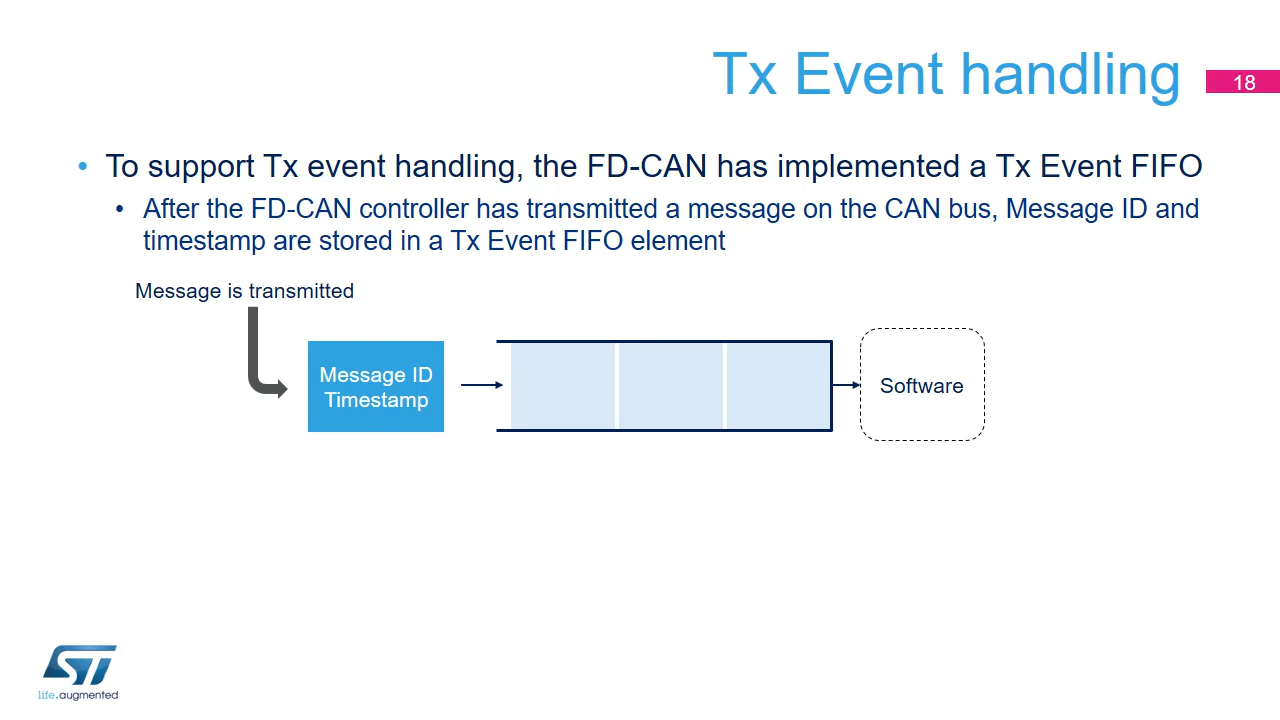 Tx Event handling
18
• To support Tx event handling, the FD-CAN has implemented a Tx Event FIFO
• After the FD-CAN controller has transmitted a message on the CAN bus, Message ID and
timestamp are stored in a Tx Event FIFO element
Message is transmitted
Message ID
Timestamp
Software
ST
life.augmented